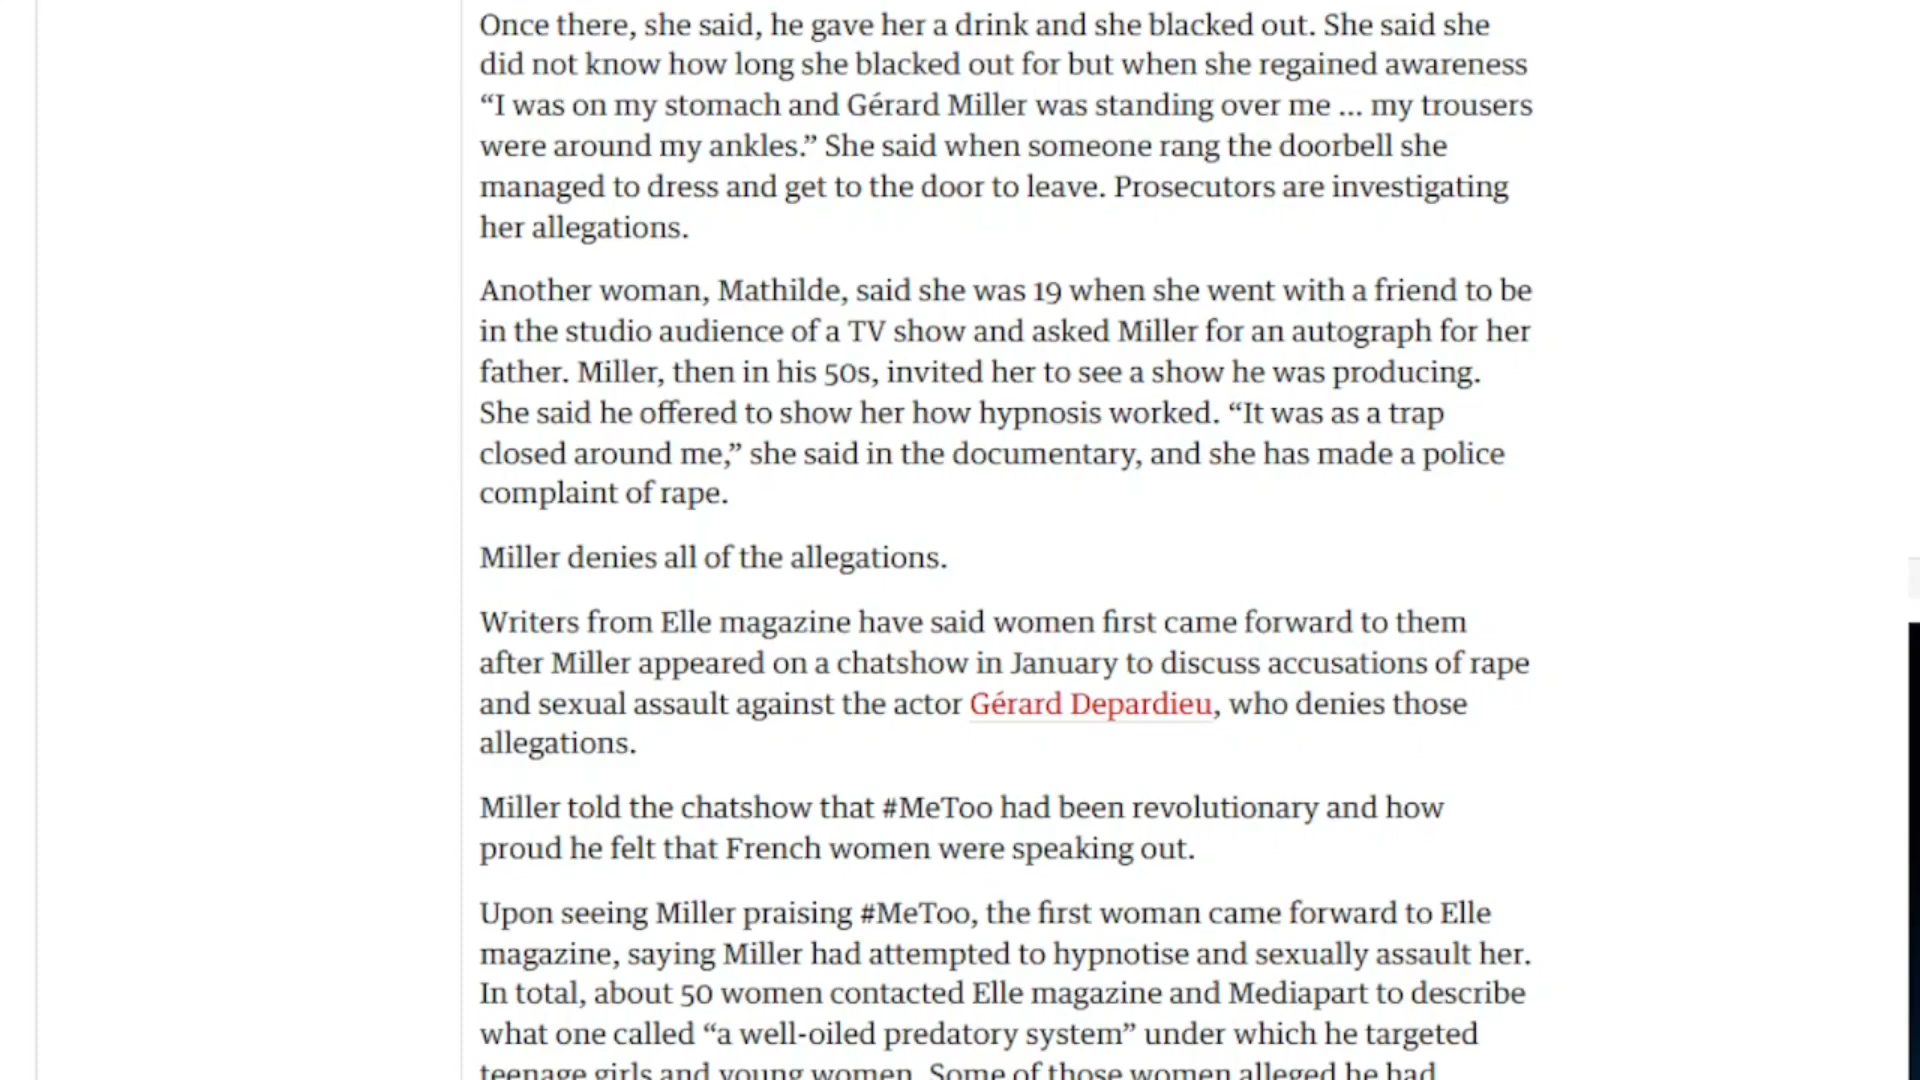 Once there, she said, he gave her a drink and she blacked out. She said she
did not know how long she blacked out for but when she regained awareness
“I was on my stomach and Gérard Miller was standing over me ... my trousers
were around my ankles.” She said when someone rang the doorbell she
managed to dress and get to the door to leave. Prosecutors are investigating
her allegations.
Another woman, Mathilde, said she was 19 when she went with a friend to be
in the studio audience of a TV show and asked Miller for an autograph for her
father. Miller, then in his 50s, invited her to see a show he was producing.
She said he offered to show her how hypnosis worked. “It was as a trap
closed around me,” she said in the documentary, and she has made a police
complaint of rape.
Miller denies all of the allegations.
Writers from Elle magazine have said women first came forward to them
after Miller appeared on a chatshow in January to discuss accusations of rape
and sexual assault against the actor Gérard Depardieu, who denies those
allegations.
Miller told the chatshow that #MeToo had been revolutionary and how
proud he felt that French women were speaking out.
Upon seeing Miller praising #MeToo, the first woman came forward to Elle
magazine, saying Miller had attempted to hypnotise and sexually assault her.
In total, about 50 women contacted Elle magazine and Mediapart to describe
what one called “a well-oiled predatory system” under which he targeted
teenage girls and young women. Some of those women alleged he had